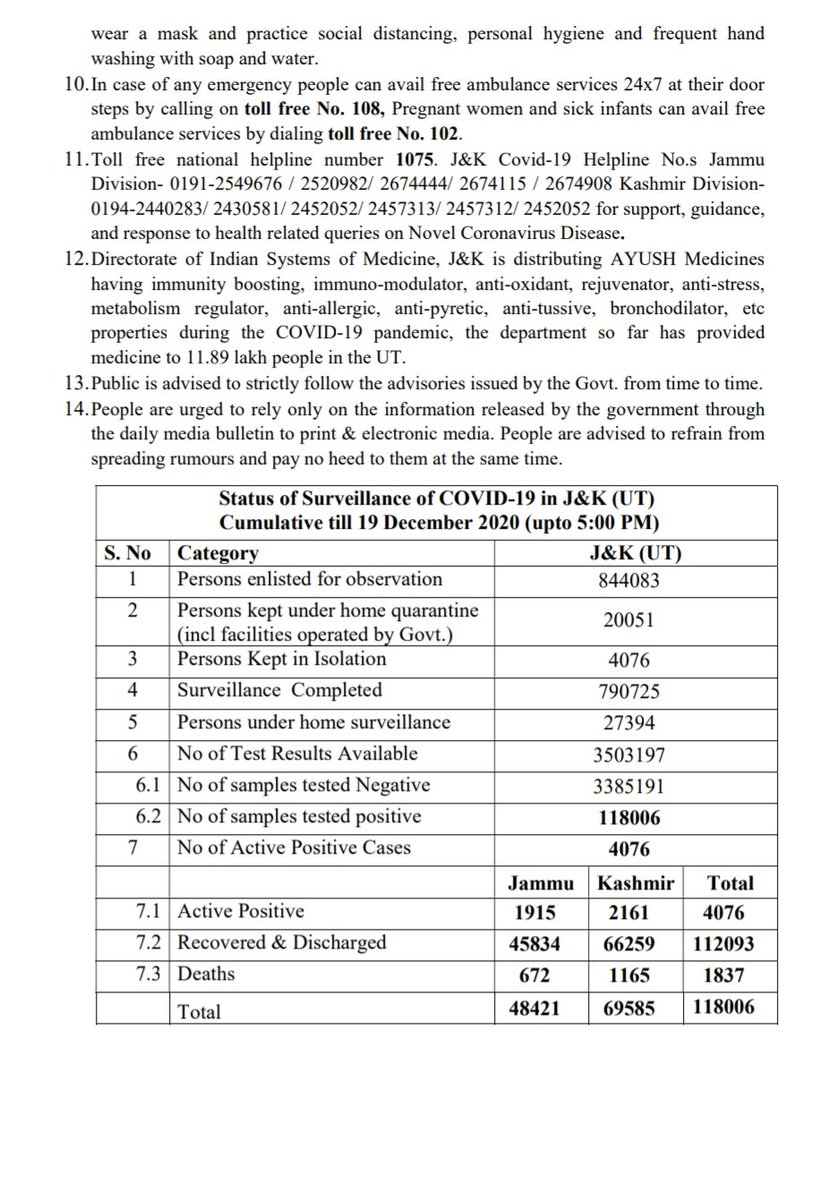 wear a mask and practice social distancing, personal hygiene and frequent hand
washing with soap and water.
10. In case of any emergency people can avail free ambulance services 24x7 at their door
steps by calling on toll free No. 108, Pregnant women and sick infants can avail free
ambulance services by dialing toll free No. 102.
11. Toll free national helpline number 1075. J&K Covid-19 Helpline No.s Jammu
Division- 0191-2549676 / 2520982/ 2674444/ 2674115 / 2674908 Kashmir Division-
0194-2440283/ 2430581/ 2452052/ 2457313/ 2457312/ 2452052 for support, guidance,
and response to health related queries on Novel Coronavirus Disease.
12. Directorate of Indian Systems of Medicine, J&K is distributing AYUSH Medicines
having immunity boosting, immuno-modulator, anti-oxidant, rejuvenator, anti-stress,
metabolism regulator, anti-allergic, anti-pyretic, anti-tussive, bronchodilator, etc
properties during the COVID-19 pandemic, the department so far has provided
medicine to 11.89 lakh people in the UT.
13. Public is advised to strictly follow the advisories issued by the Govt. from time to time.
14. People are urged to rely only on the information released by the government through
the daily media bulletin to print & electronic media. People are advised to refrain from
spreading rumours and pay no heed to them at the same time.
Status of Surveillance of COVID-19 in J&K (UT)
Cumulative till 19 December 2020 (upto 5:00 PM)
S. No Category J&K (UT)
1 Persons enlisted for observation 844083
2 Persons kept under home quarantine
(incl facilities operated by Govt.) 20051
3 Persons Kept in Isolation 4076
4 Surveillance Completed 790725
5 Persons under home surveillance 27394
6 No of Test Results Available 3503197
6.1 No of samples tested Negative 3385191
6.2 No of samples tested positive 118006
7 No of Active Positive Cases 4076
Jammu Kashmir Total
7.1 Active Positive 1915 2161 4076
7.2 Recovered & Discharged 45834 66259 112093
7.3 Deaths 672 1165 1837
Total 48421 69585 118006